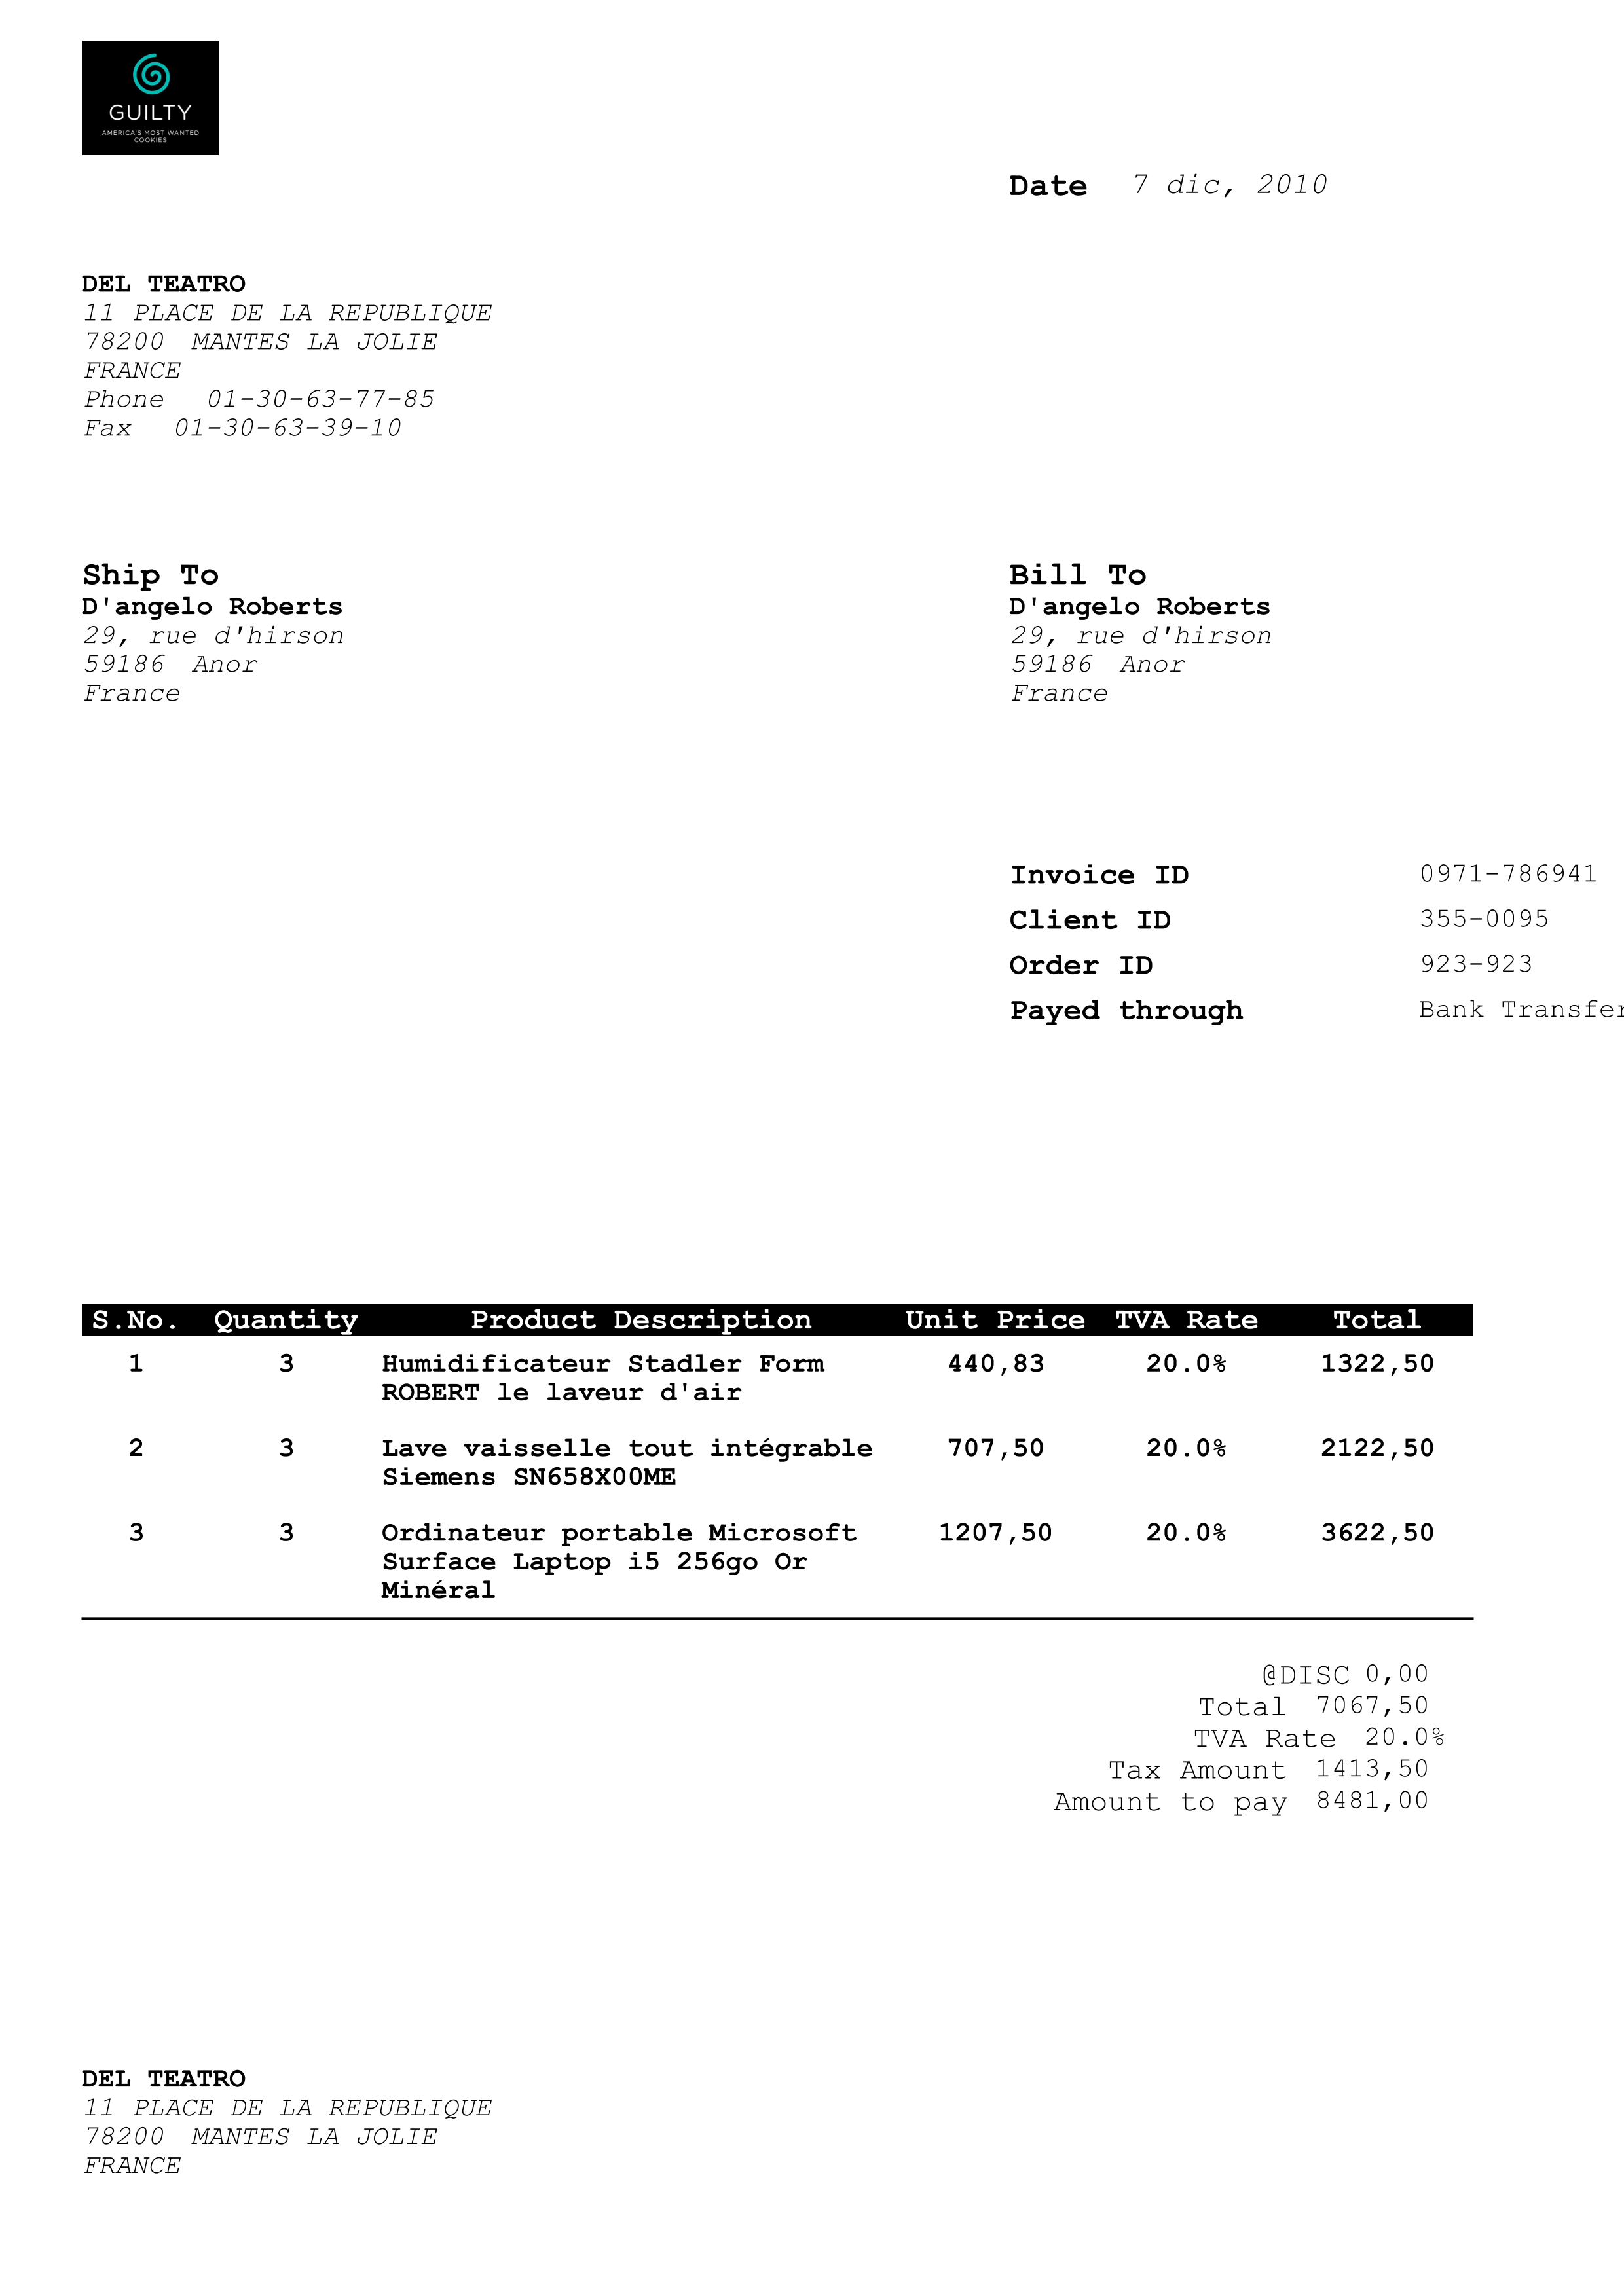 GUILTY
AMERICA'S MOST WANTED
COOKIES
Date 7 dic, 2010
DEL TEATRO
11 PLACE DE LA REPUBLIQUE
78200 MANTES LA JOLIE
FRANCE
Phone 01-30-63-77-85
Fax 01-30-63-39-10
Ship To
D'angelo Roberts
29, rue d'hirson
59186 Anor
France
Bill To
D'angelo Roberts
29, rue d'hirson
59186 Anor
France
Invoice ID 0971-786941
Client ID 355-0095
Order ID 923-923
Payed through Bank Transfer
S.No. Quantity Product Description Unit Price TVA Rate Total
1 3 Humidificateur Stadler Form 440,83 20.0% 1322,50
ROBERT le laveur d'air
2 3 Lave vaisselle tout intégrable 707,50 20.0% 2122,50
Siemens SN658X00ME
3 3 Ordinateur portable Microsoft 1207,50 20.0% 3622,50
Surface Laptop i5 256go Or
Minéral
@DISC 0,00
Total 7067,50
TVA Rate 20.0%
Tax Amount 1413,50
Amount to pay 8481,00
DEL TEATRO
11 PLACE DE LA REPUBLIQUE
78200 MANTES LA JOLIE
FRANCE